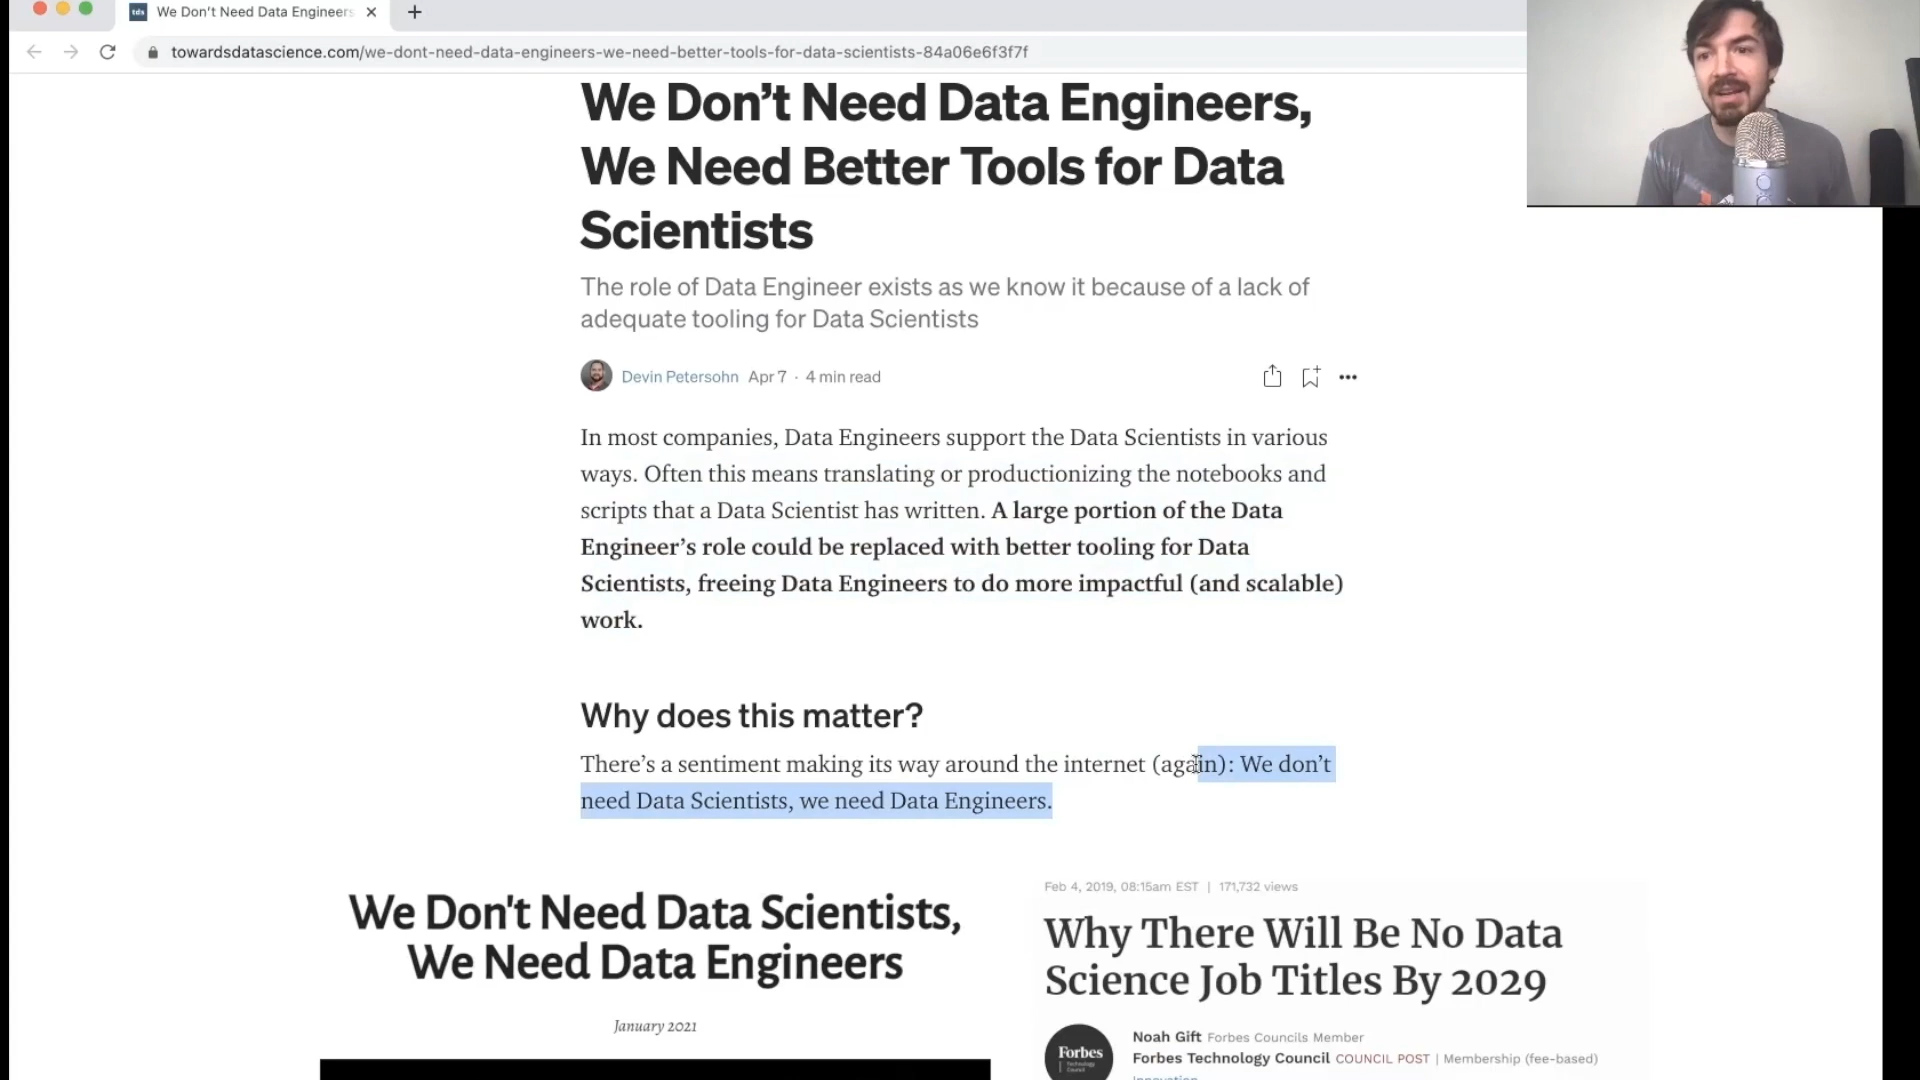 tds We Don't Need Data Engineers
towardsdatascience.com/we-dont-need-data-engineers-we-need-better-tools-for-data-scientists-84a06e6f3f7f
We Don’t Need Data Engineers,
We Need Better Tools for Data
Scientists
The role of Data Engineer exists as we know it because of a lack of
adequate tooling for Data Scientists
Devin Petersohn Apr 7 · 4 min read
In most companies, Data Engineers support the Data Scientists in various
ways. Often this means translating or productionizing the notebooks and
scripts that a Data Scientist has written. A large portion of the Data
Engineer’s role could be replaced with better tooling for Data
Scientists, freeing Data Engineers to do more impactful (and scalable)
work.
Why does this matter?
There’s a sentiment making its way around the internet (again): We don’t
need Data Scientists, we need Data Engineers.
We Don't Need Data Scientists,
We Need Data Engineers
January 2021
Feb 4, 2019, 08:15am EST | 171,732 views
Why There Will Be No Data
Science Job Titles By 2029
Forbes
Technology
Council
Noah Gift Forbes Councils Member
Forbes Technology Council COUNCIL POST | Membership (fee-based)
Innovation